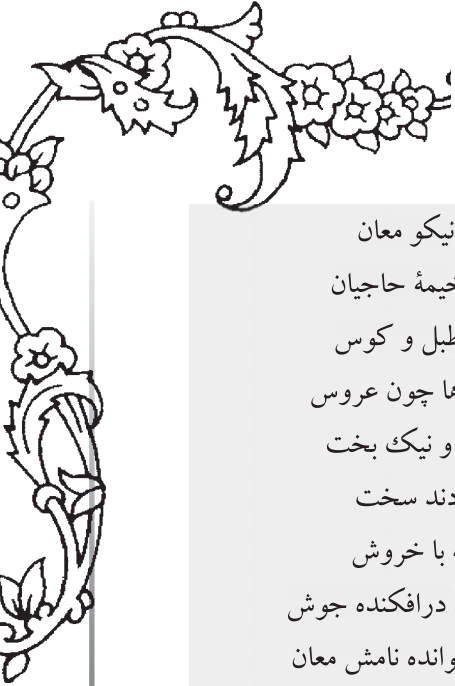 نیکو معان
خیمهٔ حاجیان
طبل و کوس
ها چون عروس
و نیک بخت
دند سخت
با خروش
درافکنده جوش
وانده نامش معان